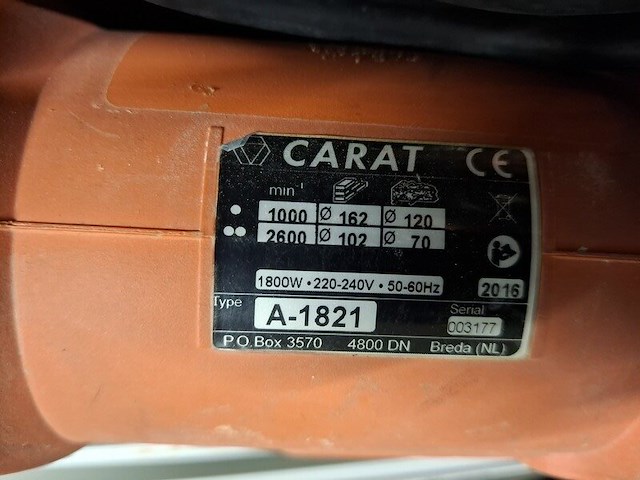 CARAT CE
min⁻¹
1000 Ø 162 Ø 120
2600 Ø 102 Ø 70
1800W • 220-240V • 50-60Hz 2016
Type A-1821 Serial 003177
P.O.Box 3570 4800 DN Breda (NL)